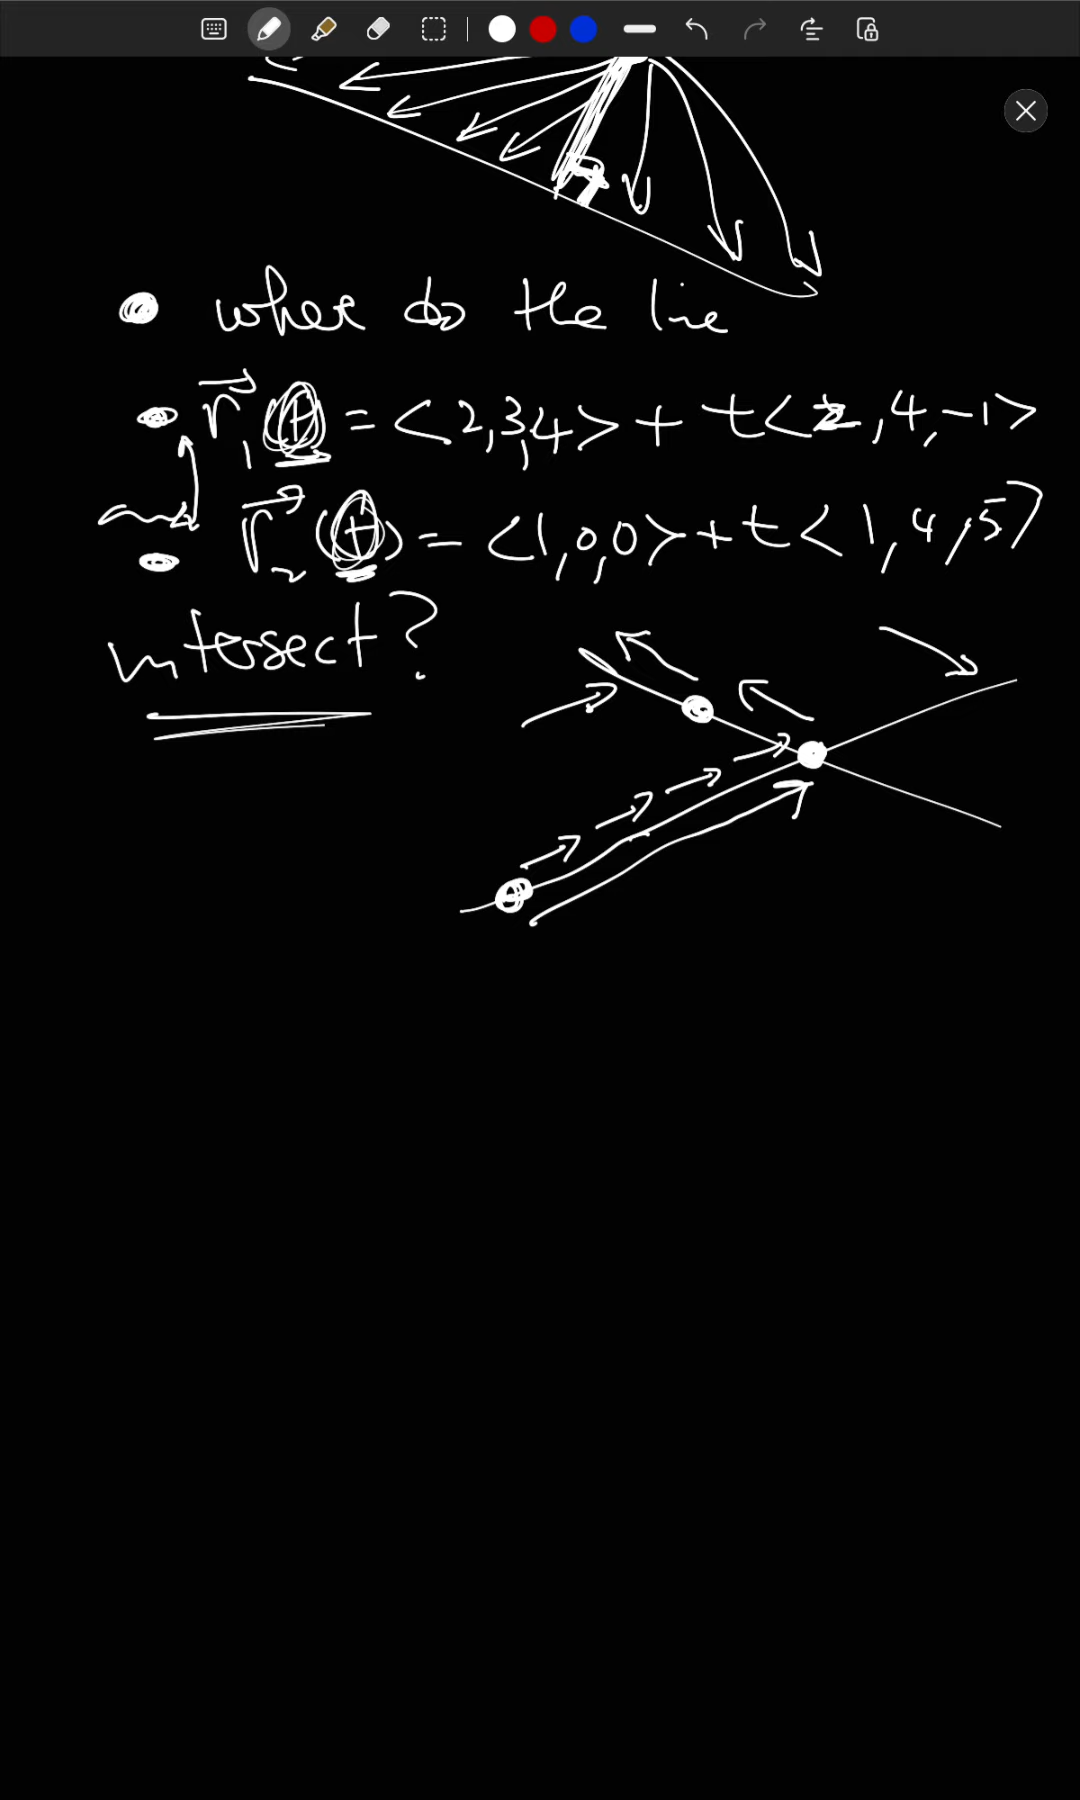 where do the line
r₁(t) = <2,3,4> + t<2,4,-1>
and r₂(t) = <1,0,0> + t<1,4,5>
intersect?